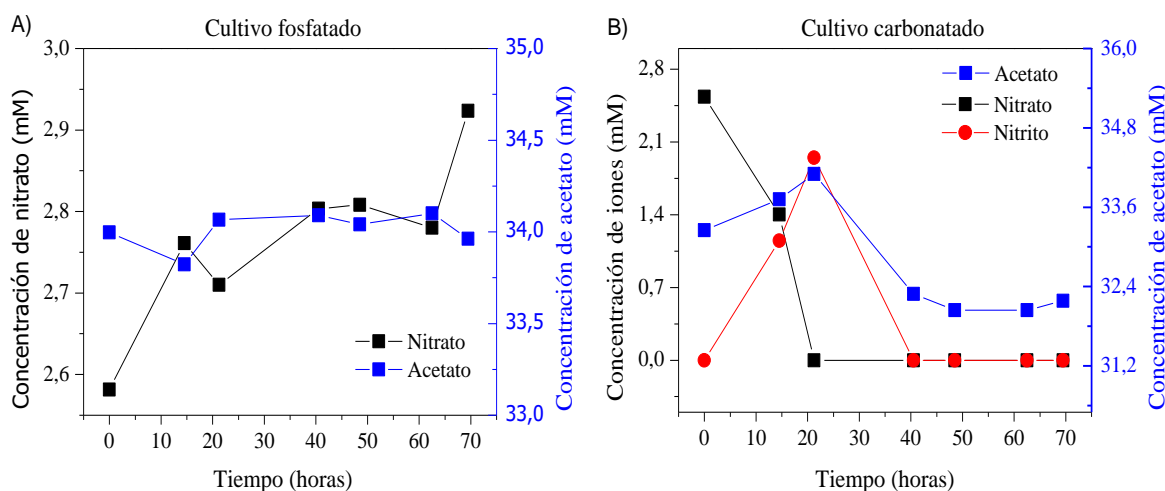 A)
Cultivo fosfatado
Concentración de nitrato (mM)
3,0
2,9
2,8
2,7
2,6
35,0
34,5
34,0
33,5
33,0
Concentración de acetato (mM)
Nitrato
Acetato
0 10 20 30 40 50 60 70
Tiempo (horas)
B)
Cultivo carbonatado
Concentración de iones (mM)
2,8
2,1
1,4
0,7
0,0
36,0
34,8
33,6
32,4
31,2
Concentración de acetato (mM)
Acetato
Nitrato
Nitrito
0 10 20 30 40 50 60 70
Tiempo (horas)